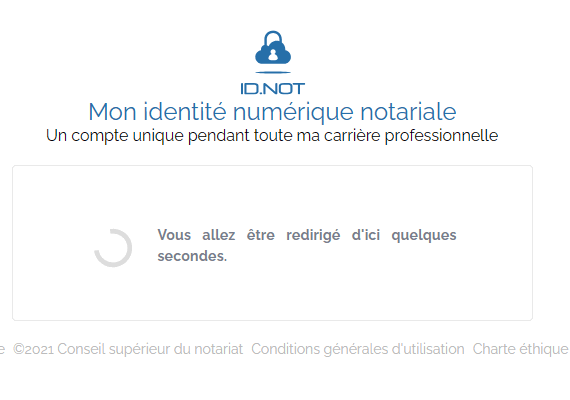 ID.NOT
Mon identité numérique notariale
Un compte unique pendant toute ma carrière professionnelle
Vous allez être redirigé d'ici quelques
secondes.
e ©2021 Conseil supérieur du notariat Conditions générales d'utilisation Charte éthique